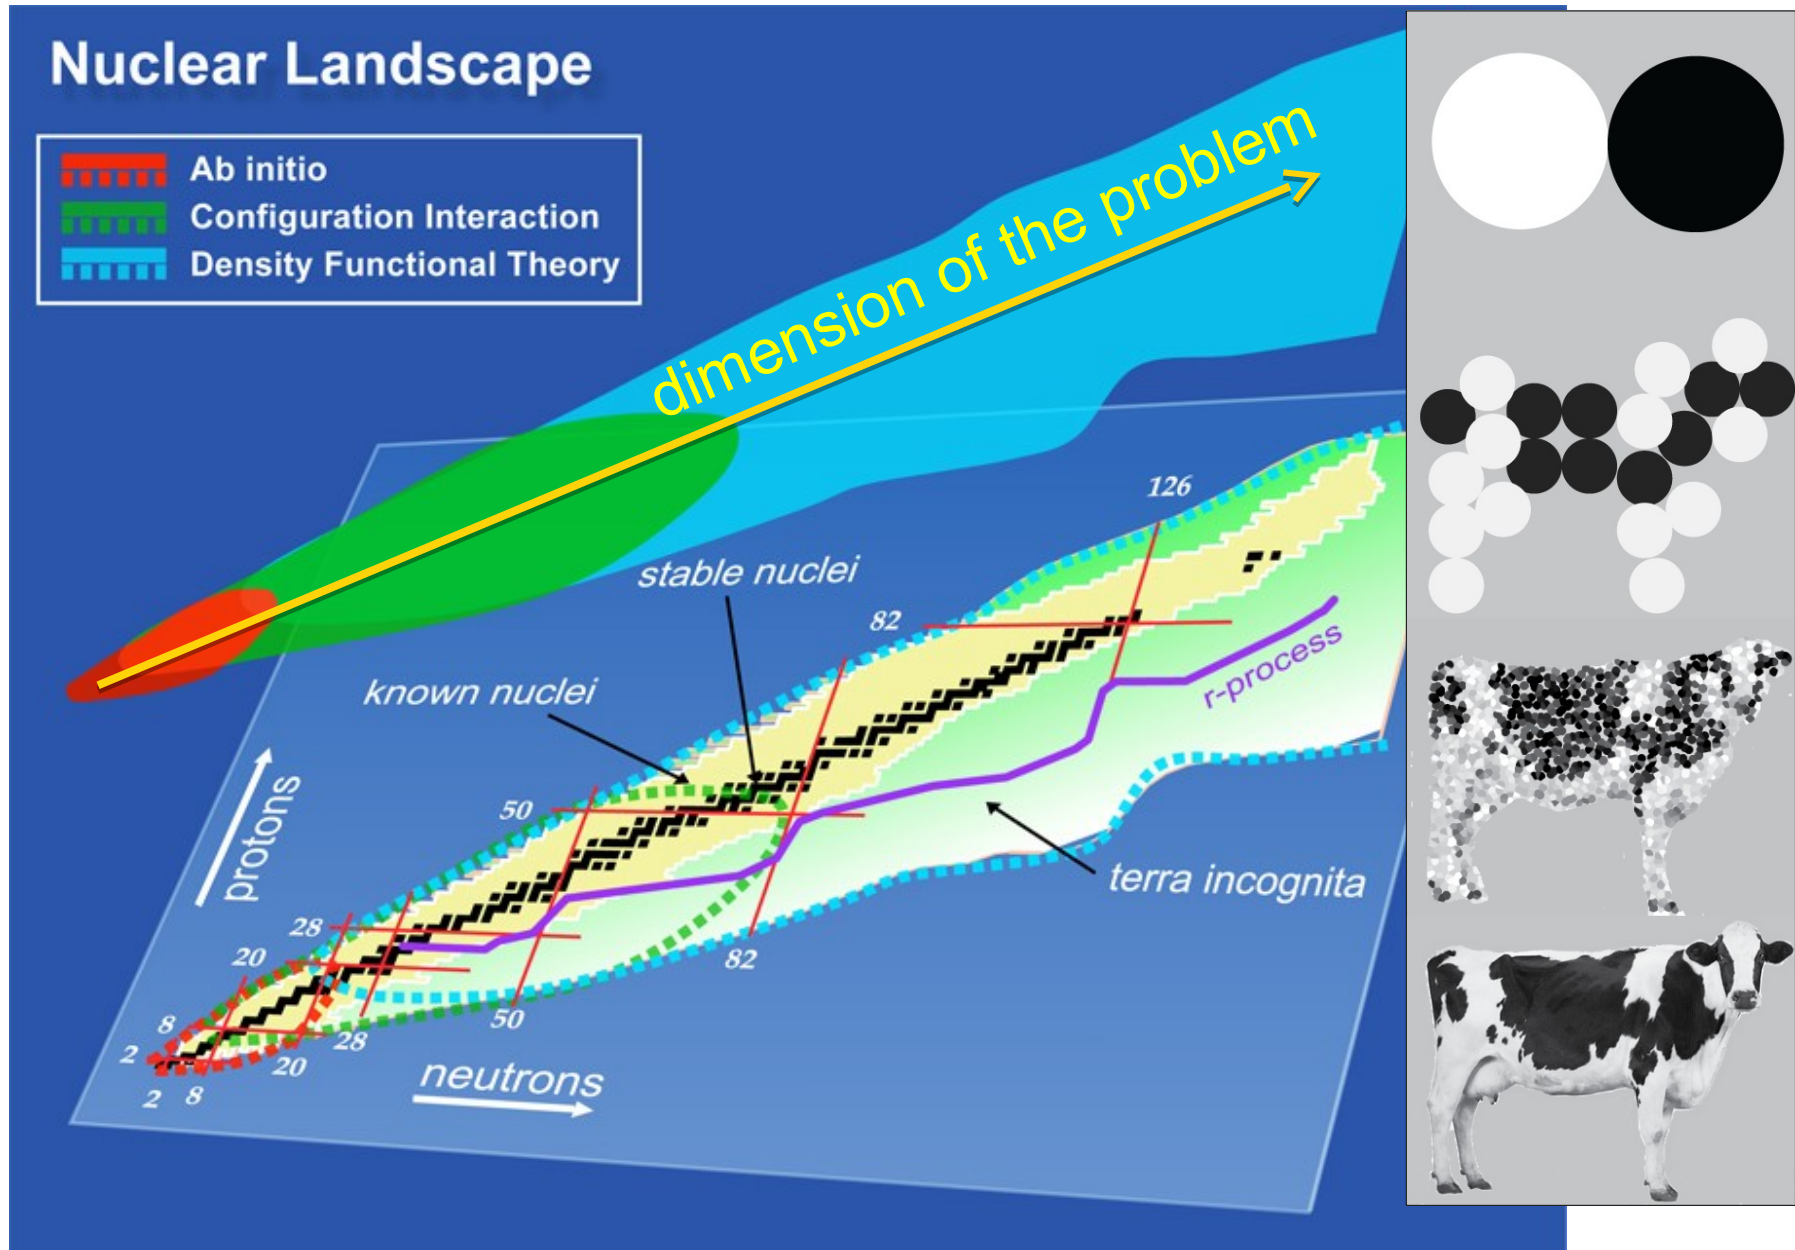 Nuclear Landscape
Ab initio
Configuration Interaction
Density Functional Theory
dimension of the problem
126
stable nuclei
82
known nuclei
r-process
protons
50
terra incognita
28
20
82
8
50
28
2
20
neutrons
2
8